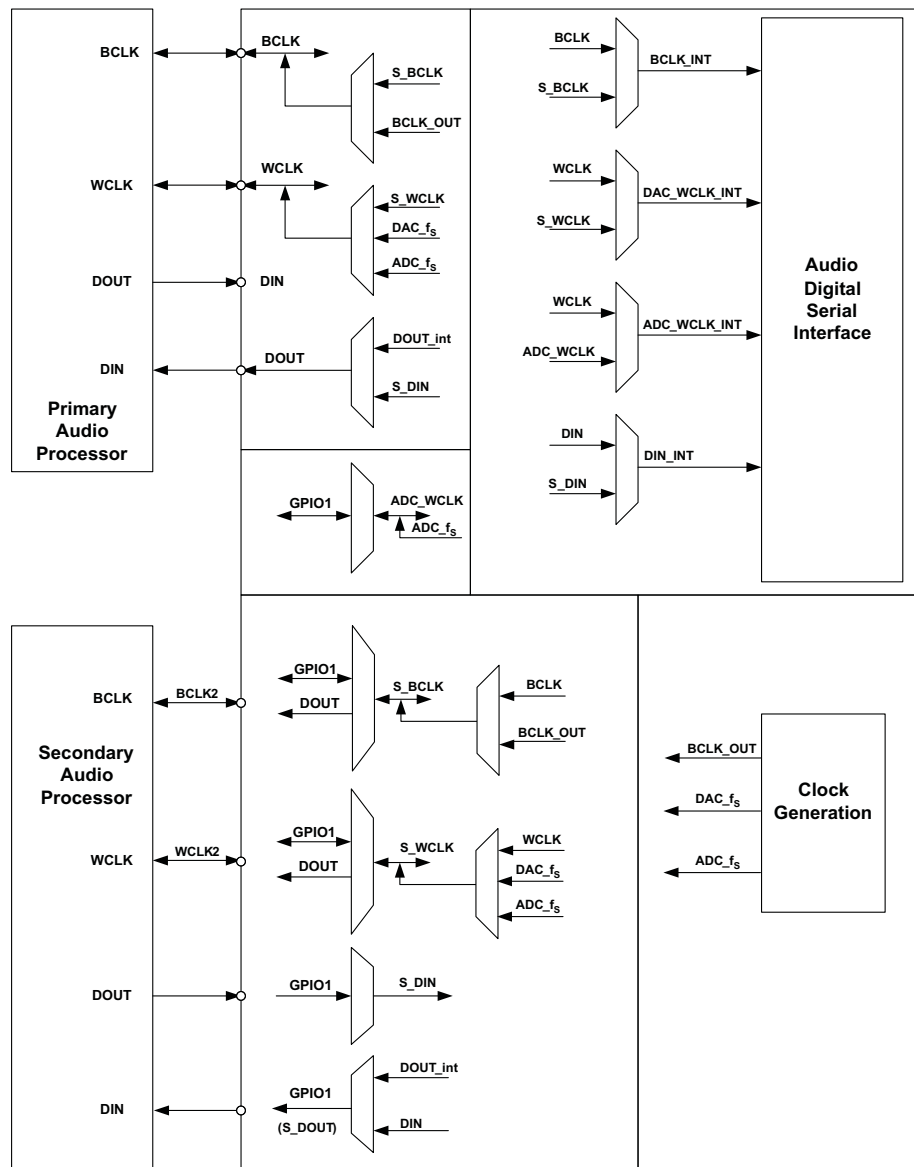 BCLK
WCLK
DOUT
DIN
Primary
Audio
Processor
BCLK
S_BCLK
BCLK_OUT
WCLK
S_WCLK
DAC_fS
ADC_fS
DIN
DOUT
DOUT_int
S_DIN
GPIO1
ADC_WCLK
ADC_fS
BCLK
S_BCLK
BCLK_INT
WCLK
S_WCLK
DAC_WCLK_INT
WCLK
ADC_WCLK
ADC_WCLK_INT
DIN
S_DIN
DIN_INT
Audio
Digital
Serial
Interface
BCLK
Secondary
Audio
Processor
WCLK
DOUT
DIN
BCLK2
WCLK2
GPIO1
DOUT
S_BCLK
BCLK
BCLK_OUT
GPIO1
DOUT
S_WCLK
WCLK
DAC_fS
ADC_fS
GPIO1
S_DIN
GPIO1
(S_DOUT)
DOUT_int
DIN
BCLK_OUT
DAC_fS
ADC_fS
Clock
Generation